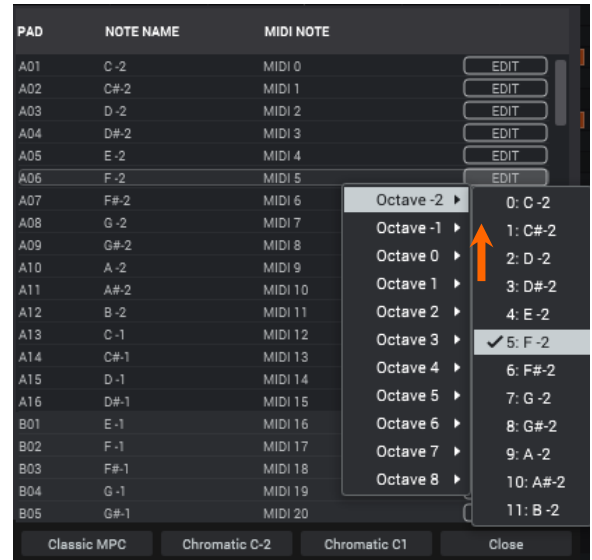 PAD NOTE NAME MIDI NOTE
A01 C -2 MIDI 0 EDIT
A02 C#-2 MIDI 1 EDIT
A03 D -2 MIDI 2 EDIT
A04 D#-2 MIDI 3 EDIT
A05 E -2 MIDI 4 EDIT
A06 F -2 MIDI 5 EDIT
A07 F#-2 MIDI 6
A08 G -2 MIDI 7
A09 G#-2 MIDI 8
A10 A -2 MIDI 9
A11 A#-2 MIDI 10
A12 B -2 MIDI 11
A13 C -1 MIDI 12
A14 C#-1 MIDI 13
A15 D -1 MIDI 14
A16 D#-1 MIDI 15
B01 E -1 MIDI 16
B02 F -1 MIDI 17
B03 F#-1 MIDI 18
B04 G -1 MIDI 19
B05 G#-1 MIDI 20
Octave -2
Octave -1
Octave 0
Octave 1
Octave 2
Octave 3
Octave 4
Octave 5
Octave 6
Octave 7
Octave 8
0: C -2
1: C#-2
2: D -2
3: D#-2
4: E -2
5: F -2
6: F#-2
7: G -2
8: G#-2
9: A -2
10: A#-2
11: B -2
Classic MPC Chromatic C-2 Chromatic C1 Close